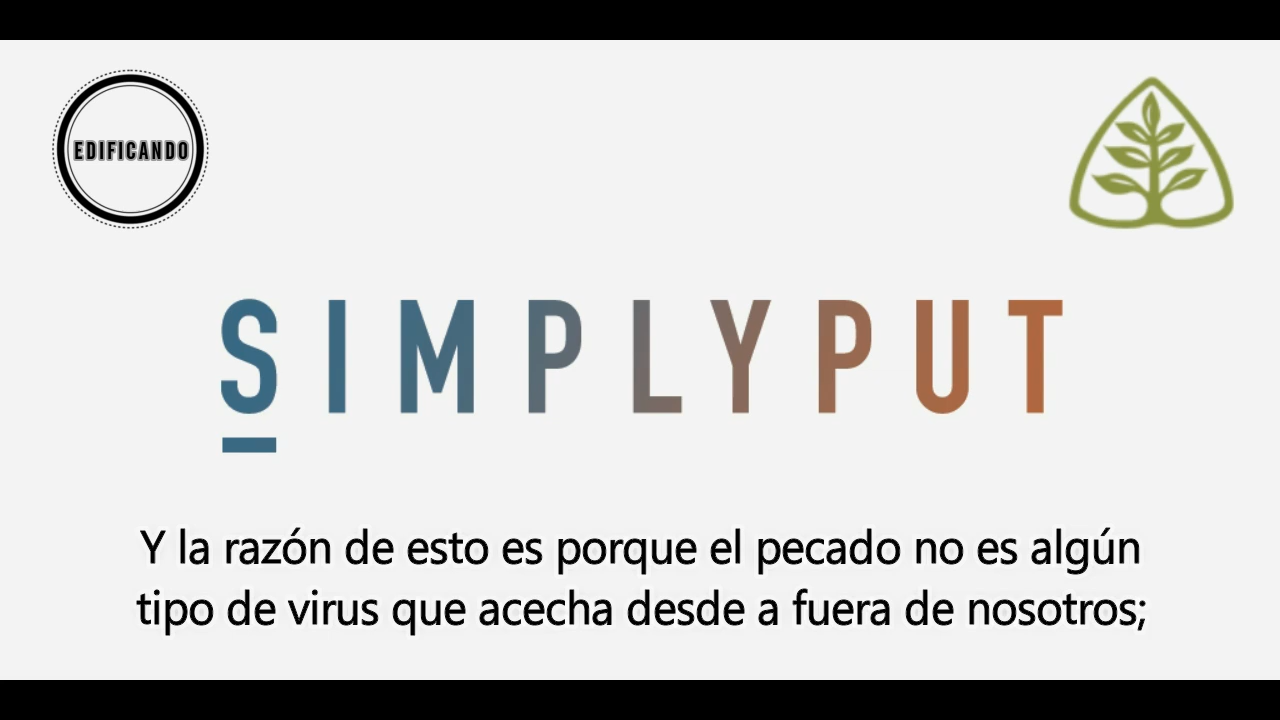 EDIFICANDO
SIMPLYPUT
Y la razón de esto es porque el pecado no es algún
tipo de virus que acecha desde a fuera de nosotros;